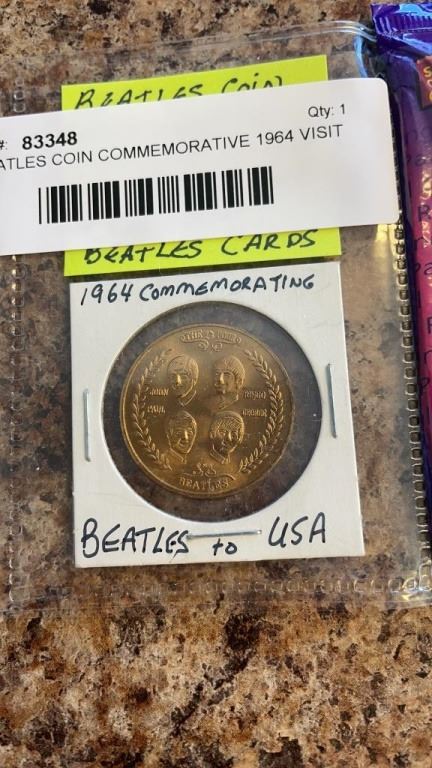 BEATLES COIN
#: 83348
Qty: 1
ATLES COIN COMMEMORATIVE 1964 VISIT
BEATLES CARDS
1964 COMMEMORATING
JOHN RINGO
PAUL GEORGE
BEATLES
BEATLES to USA